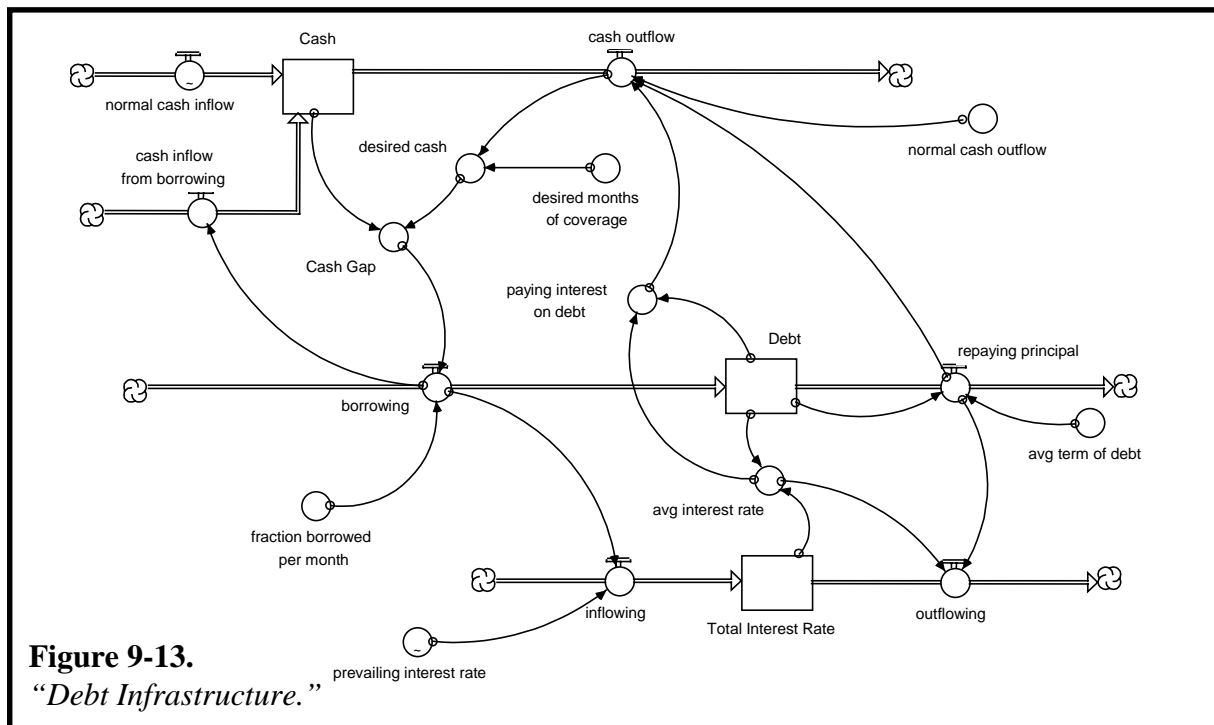 Cash
cash outflow
normal cash inflow
desired cash
normal cash outflow
cash inflow
from borrowing
desired months
of coverage
Cash Gap
paying interest
on debt
Debt
repaying principal
borrowing
avg term of debt
avg interest rate
fraction borrowed
per month
inflowing
Total Interest Rate
outflowing
prevailing interest rate
~
~
Figure 9-13.
“Debt Infrastructure.”